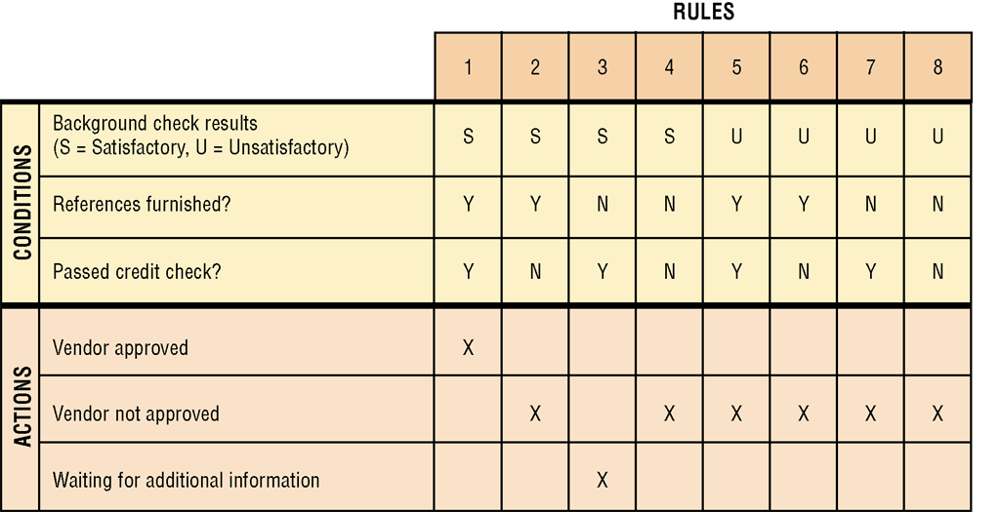 RULES
1 2 3 4 5 6 7 8
CONDITIONS
Background check results
(S = Satisfactory, U = Unsatisfactory)
S S S S U U U U
References furnished?
Y Y N N Y Y N N
Passed credit check?
Y N Y N Y N Y N
ACTIONS
Vendor approved
X
Vendor not approved
X X X X X X
Waiting for additional information
X